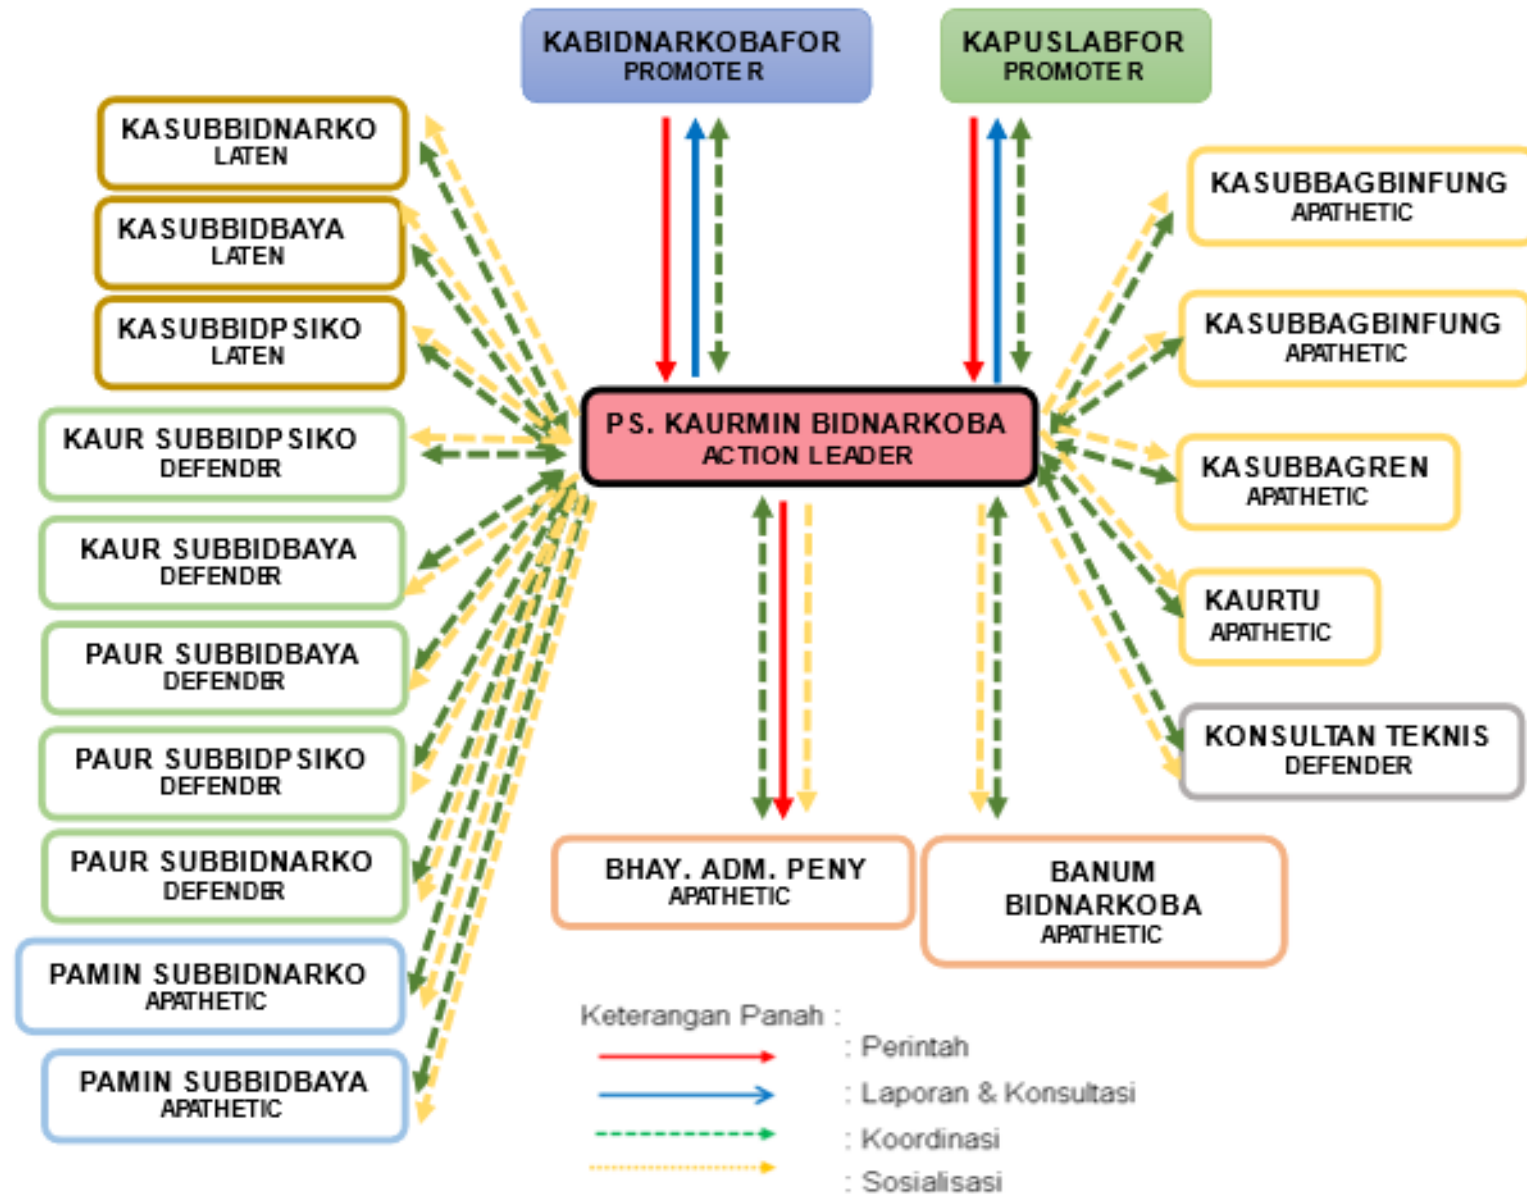 KABIDNARKOBAFOR
PROMOTER
KAPUSLABFOR
PROMOTER
KASUBBIDNARKO
LATEN
KASUBBIDBAYA
LATEN
KASUBBIDPSIKO
LATEN
KAUR SUBBIDPSIKO
DEFENDER
KAUR SUBBIDBAYA
DEFENDER
PAUR SUBBIDBAYA
DEFENDER
PAUR SUBBIDPSIKO
DEFENDER
PAUR SUBBIDNARKO
DEFENDER
PAMIN SUBBIDNARKO
APATHETIC
PAMIN SUBBIDBAYA
APATHETIC
PS. KAURMIN BIDNARKOBA
ACTION LEADER
KASUBBAGBINFUNG
APATHETIC
KASUBBAGBINFUNG
APATHETIC
KASUBBAGREN
APATHETIC
KAURTU
APATHETIC
KONSULTAN TEKNIS
DEFENDER
BHAY. ADM. PENY
APATHETIC
BANUM
BIDNARKOBA
APATHETIC
Keterangan Panah :
: Perintah
: Laporan & Konsultasi
: Koordinasi
: Sosialisasi